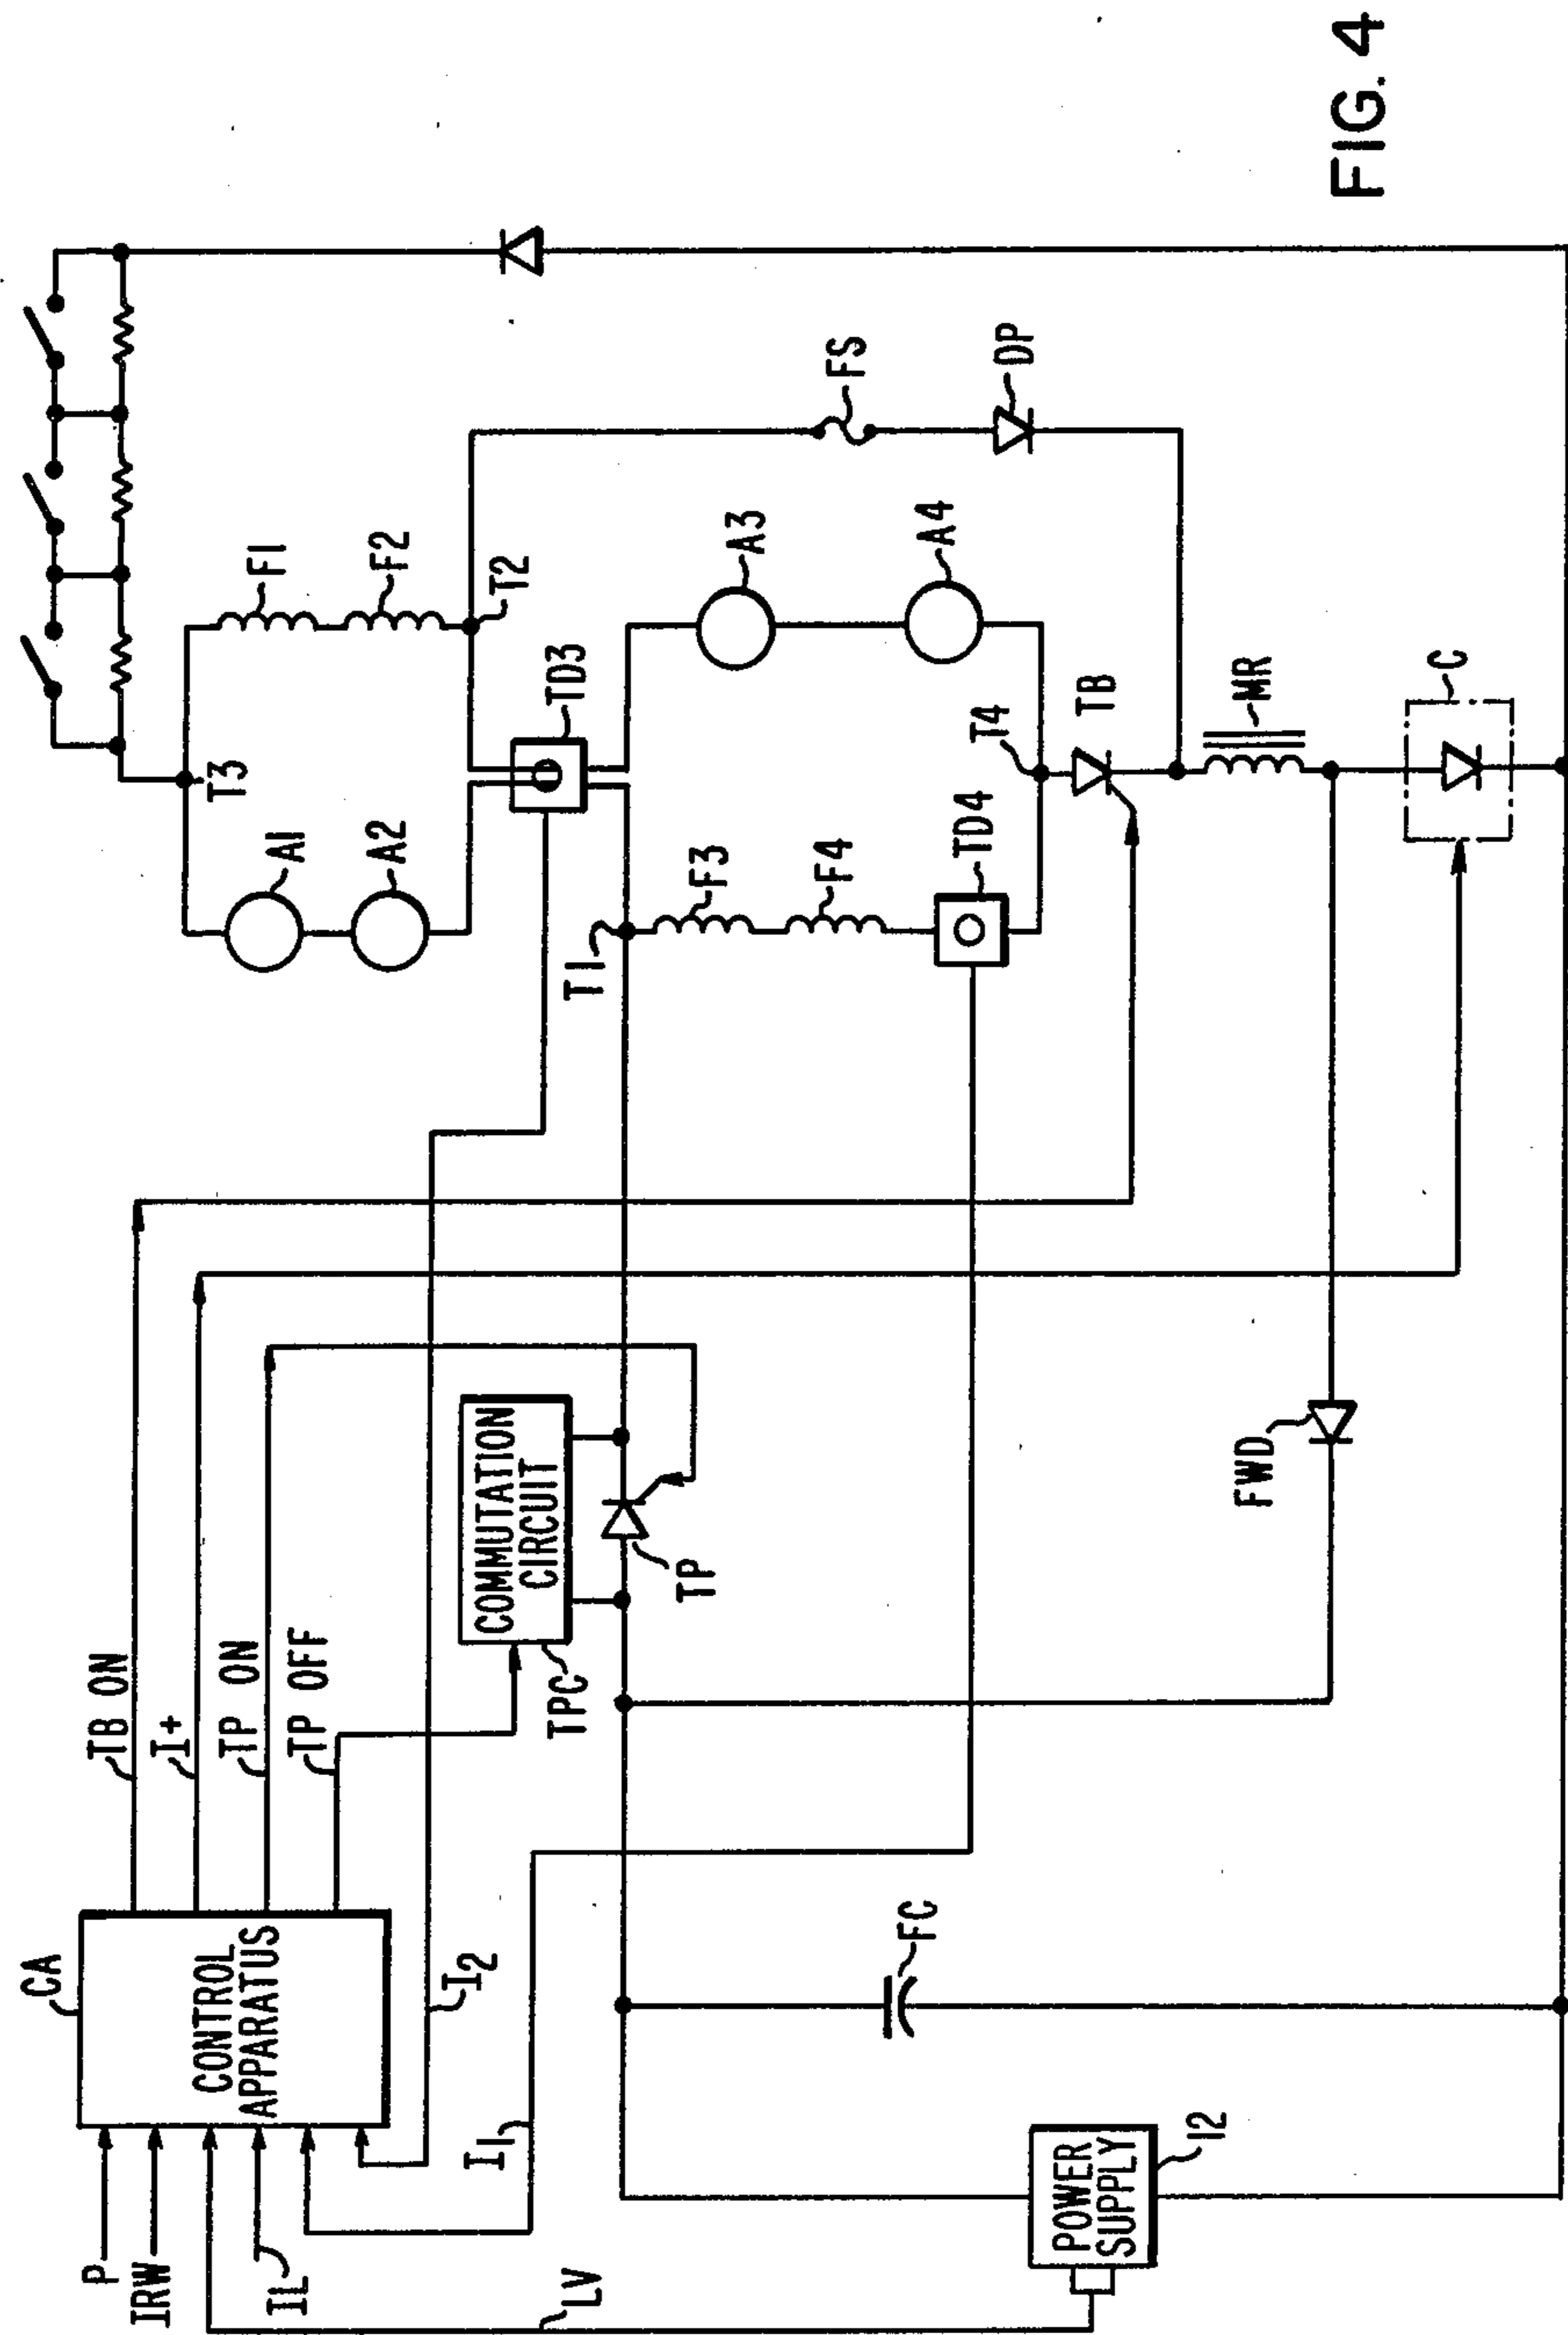 CA
CONTROL
APPARATUS
P
IRW
IL
LV
I1
I2
TB ON
I+
TP ON
TP OFF
COMMUTATION
CIRCUIT
TPC
TP
FC
POWER
SUPPLY
12
FWD
T3
A1
A2
F1
F2
T2
TD3
T1
F3
F4
TD4
A3
A4
T4
TB
FS
DP
MR
C
FIG. 4